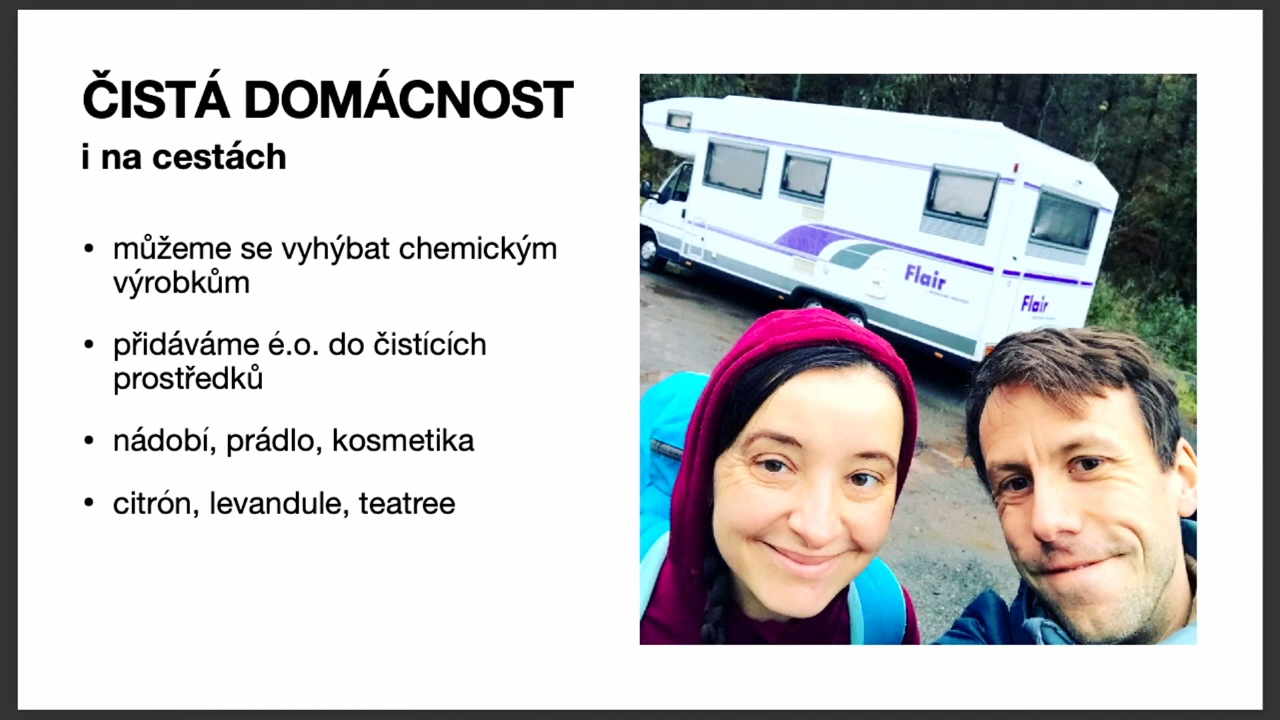 ČISTÁ DOMÁCNOST
i na cestách
• můžeme se vyhýbat chemickým
výrobkům
• přidáváme é.o. do čistících
prostředků
• nádobí, prádlo, kosmetika
• citrón, levandule, teatree
Flair
Flair